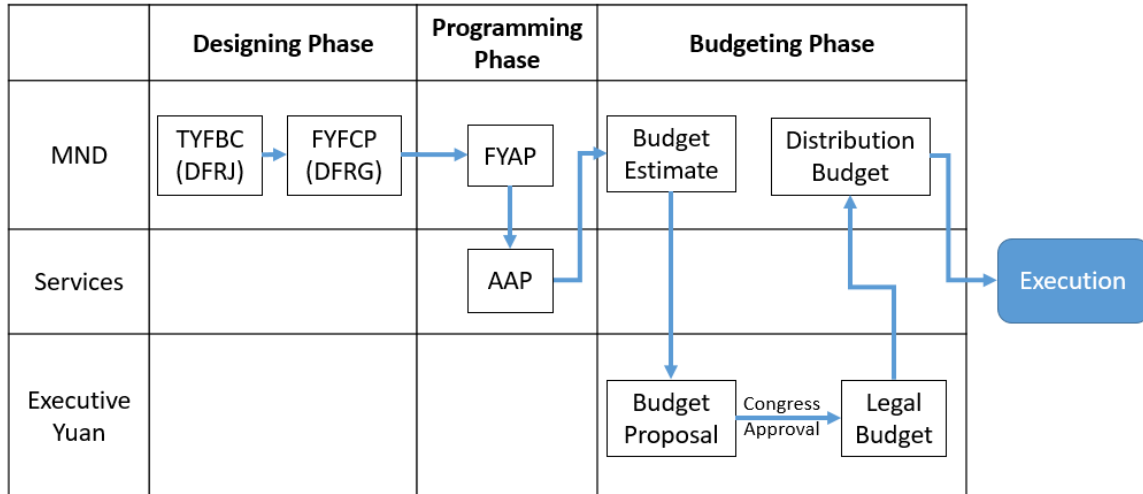 Designing Phase
Programming
Phase
Budgeting Phase
MND
TYFBC
(DFRJ)
FYFCP
(DFRG)
FYAP
Budget
Estimate
Distribution
Budget
Services
AAP
Execution
Executive
Yuan
Budget
Proposal
Congress
Approval
Legal
Budget